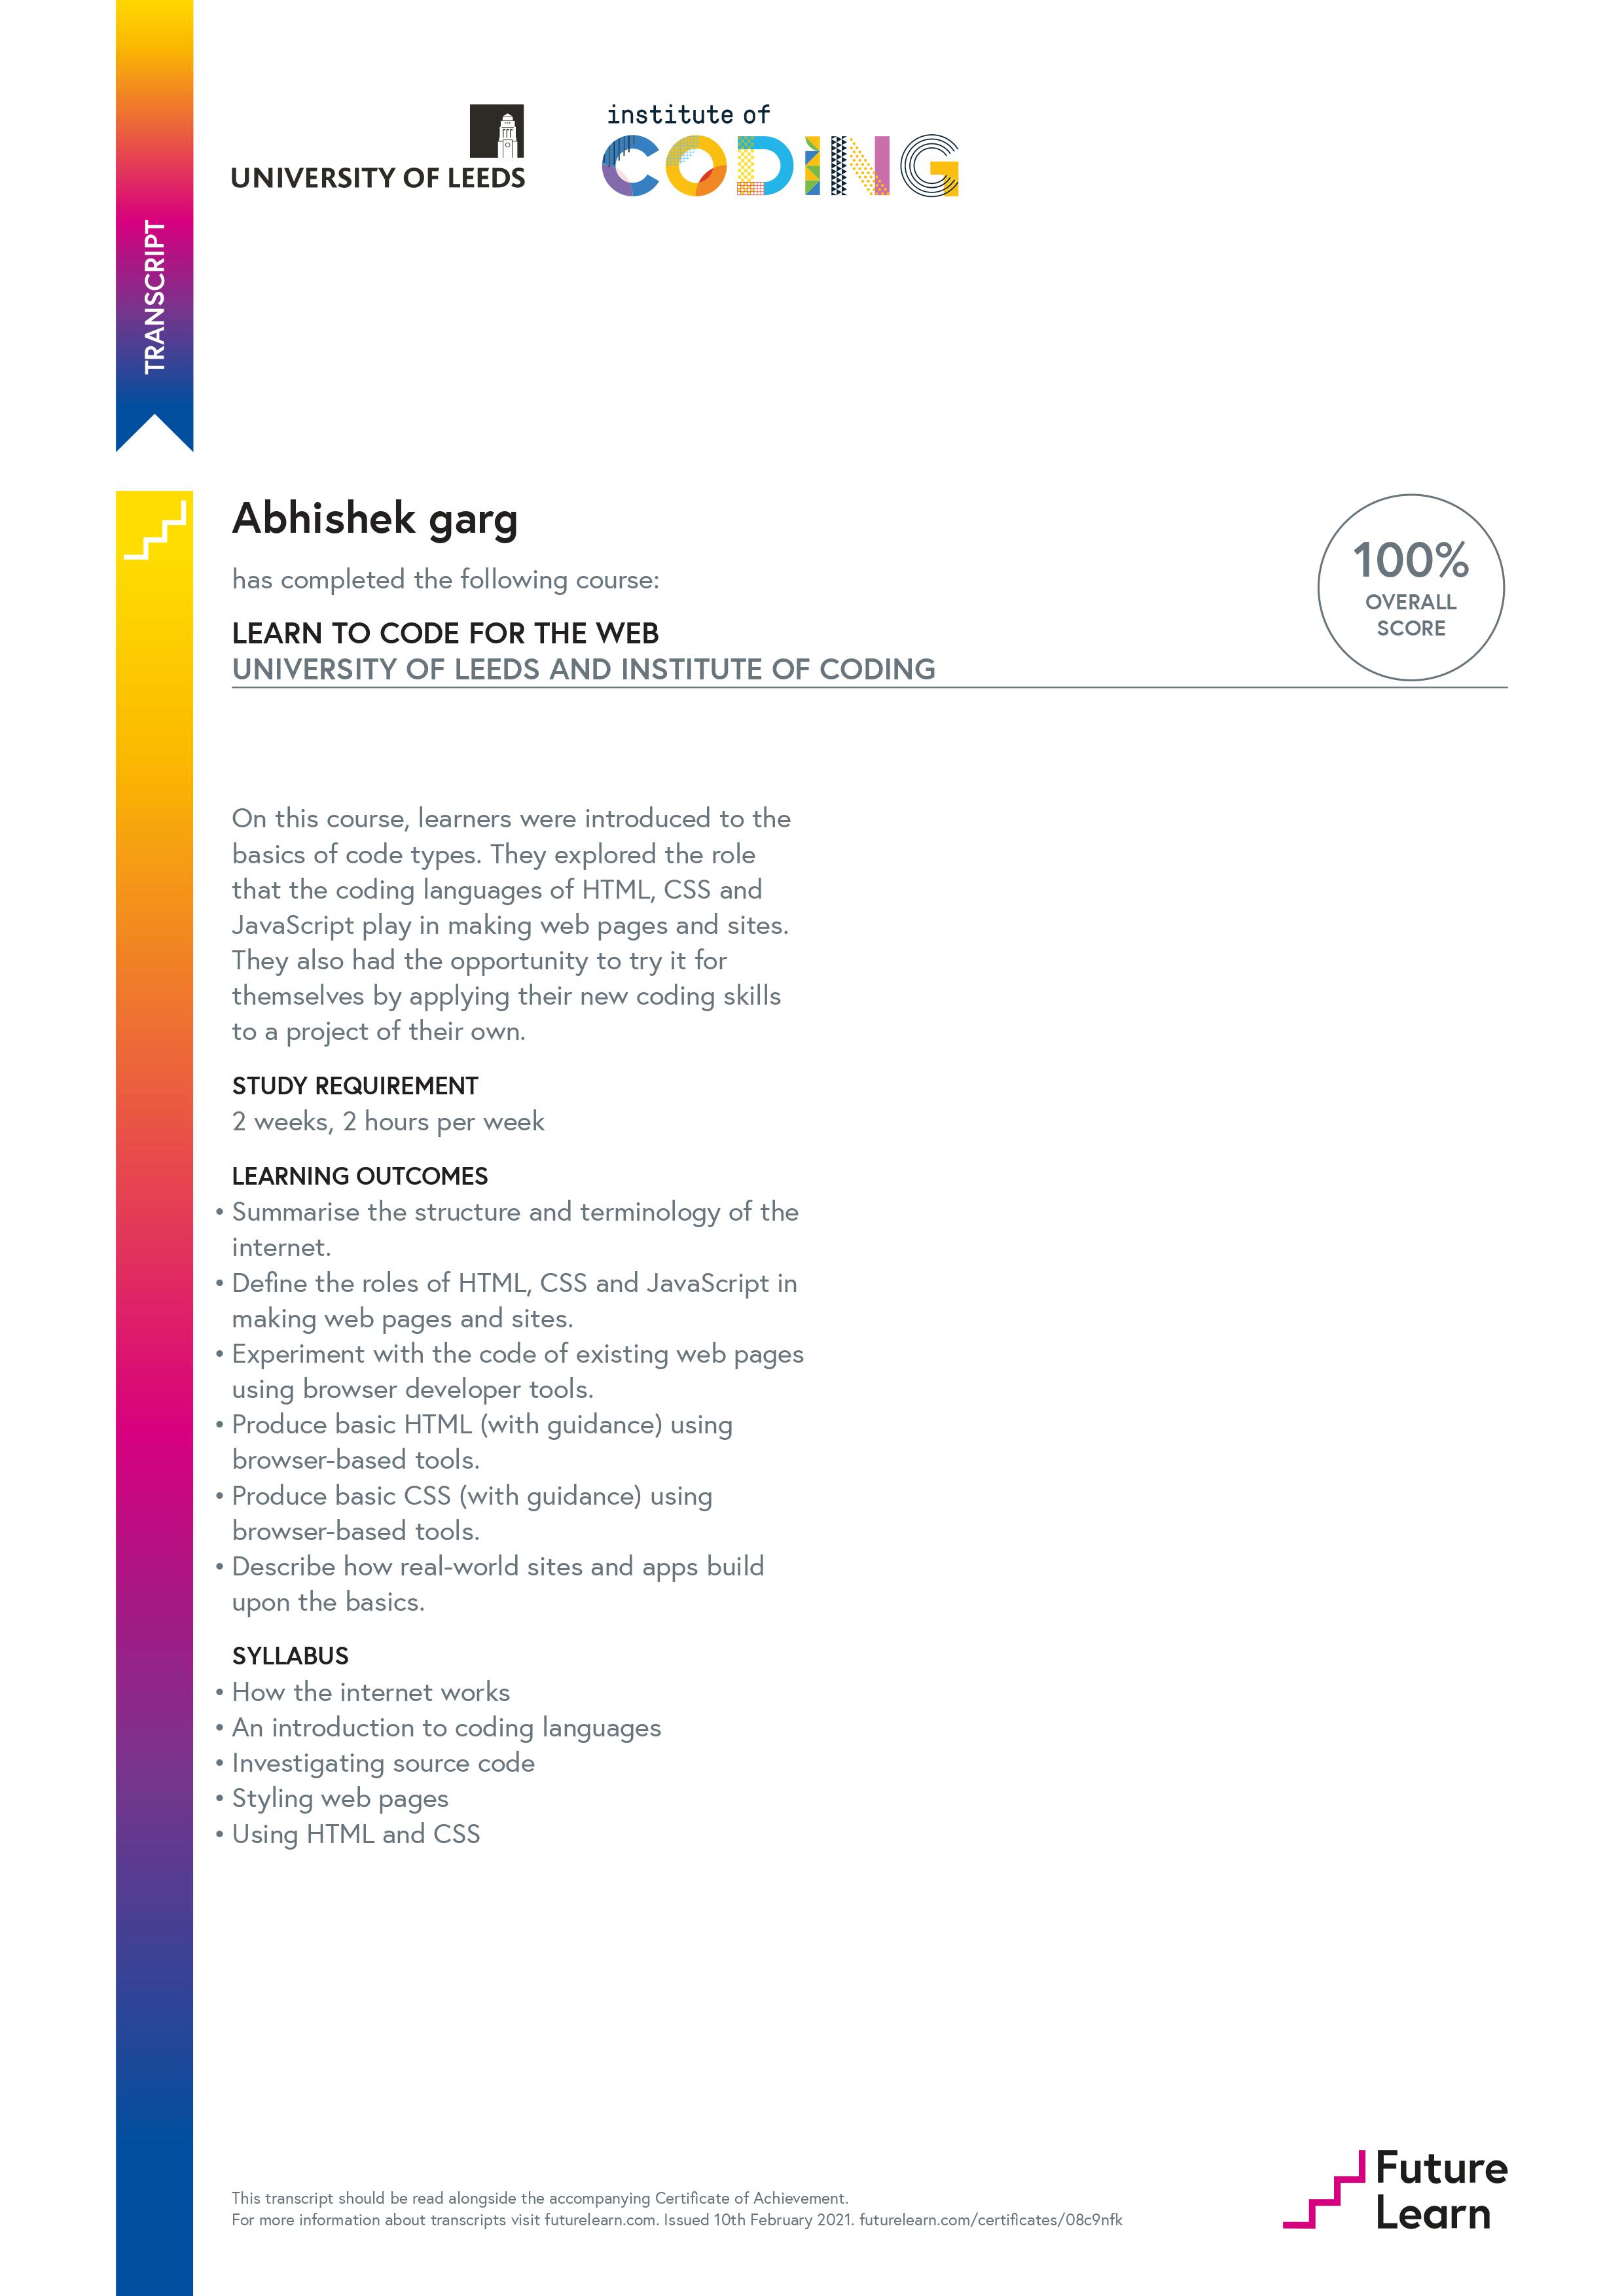 TRANSCRIPT
UNIVERSITY OF LEEDS
institute of
CODING
Abhishek garg
has completed the following course:
LEARN TO CODE FOR THE WEB
UNIVERSITY OF LEEDS AND INSTITUTE OF CODING
100%
OVERALL
SCORE
On this course, learners were introduced to the
basics of code types. They explored the role
that the coding languages of HTML, CSS and
JavaScript play in making web pages and sites.
They also had the opportunity to try it for
themselves by applying their new coding skills
to a project of their own.
STUDY REQUIREMENT
2 weeks, 2 hours per week
LEARNING OUTCOMES
• Summarise the structure and terminology of the
internet.
• Define the roles of HTML, CSS and JavaScript in
making web pages and sites.
• Experiment with the code of existing web pages
using browser developer tools.
• Produce basic HTML (with guidance) using
browser-based tools.
• Produce basic CSS (with guidance) using
browser-based tools.
• Describe how real-world sites and apps build
upon the basics.
SYLLABUS
• How the internet works
• An introduction to coding languages
• Investigating source code
• Styling web pages
• Using HTML and CSS
This transcript should be read alongside the accompanying Certificate of Achievement.
For more information about transcripts visit futurelearn.com. Issued 10th February 2021. futurelearn.com/certificates/08c9nfk
Future
Learn